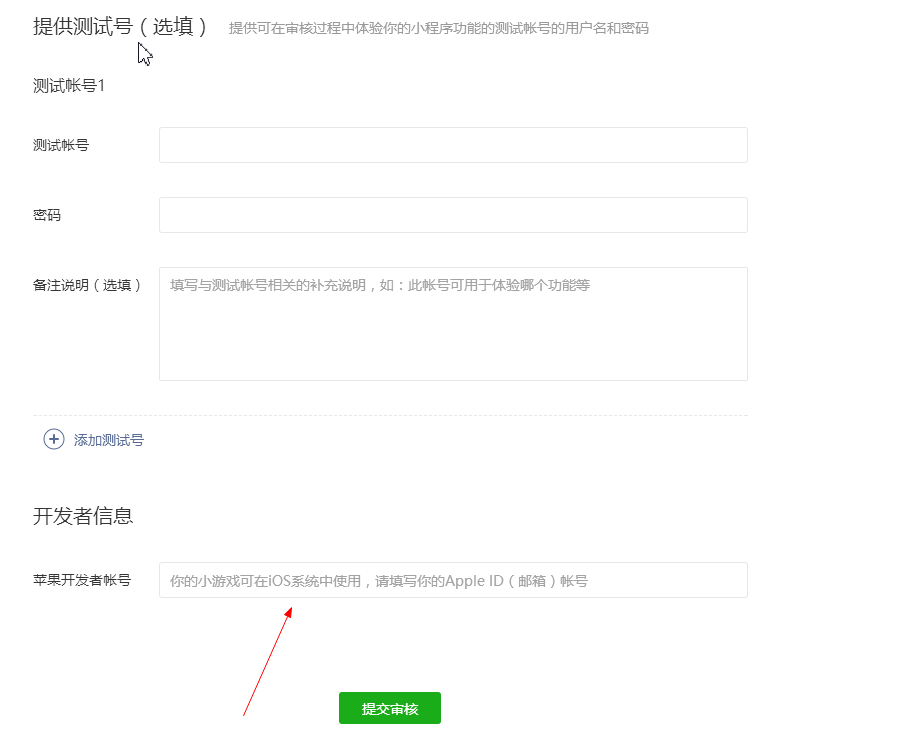 提供测试号（选填） 提供可在审核过程中体验你的小程序功能的测试帐号的用户名和密码
测试帐号1
测试帐号
密码
备注说明（选填） 填写与测试帐号相关的补充说明，如：此帐号可用于体验哪个功能等
添加测试号
开发者信息
苹果开发者帐号 你的小游戏可在iOS系统中使用，请填写你的Apple ID（邮箱）帐号
提交审核